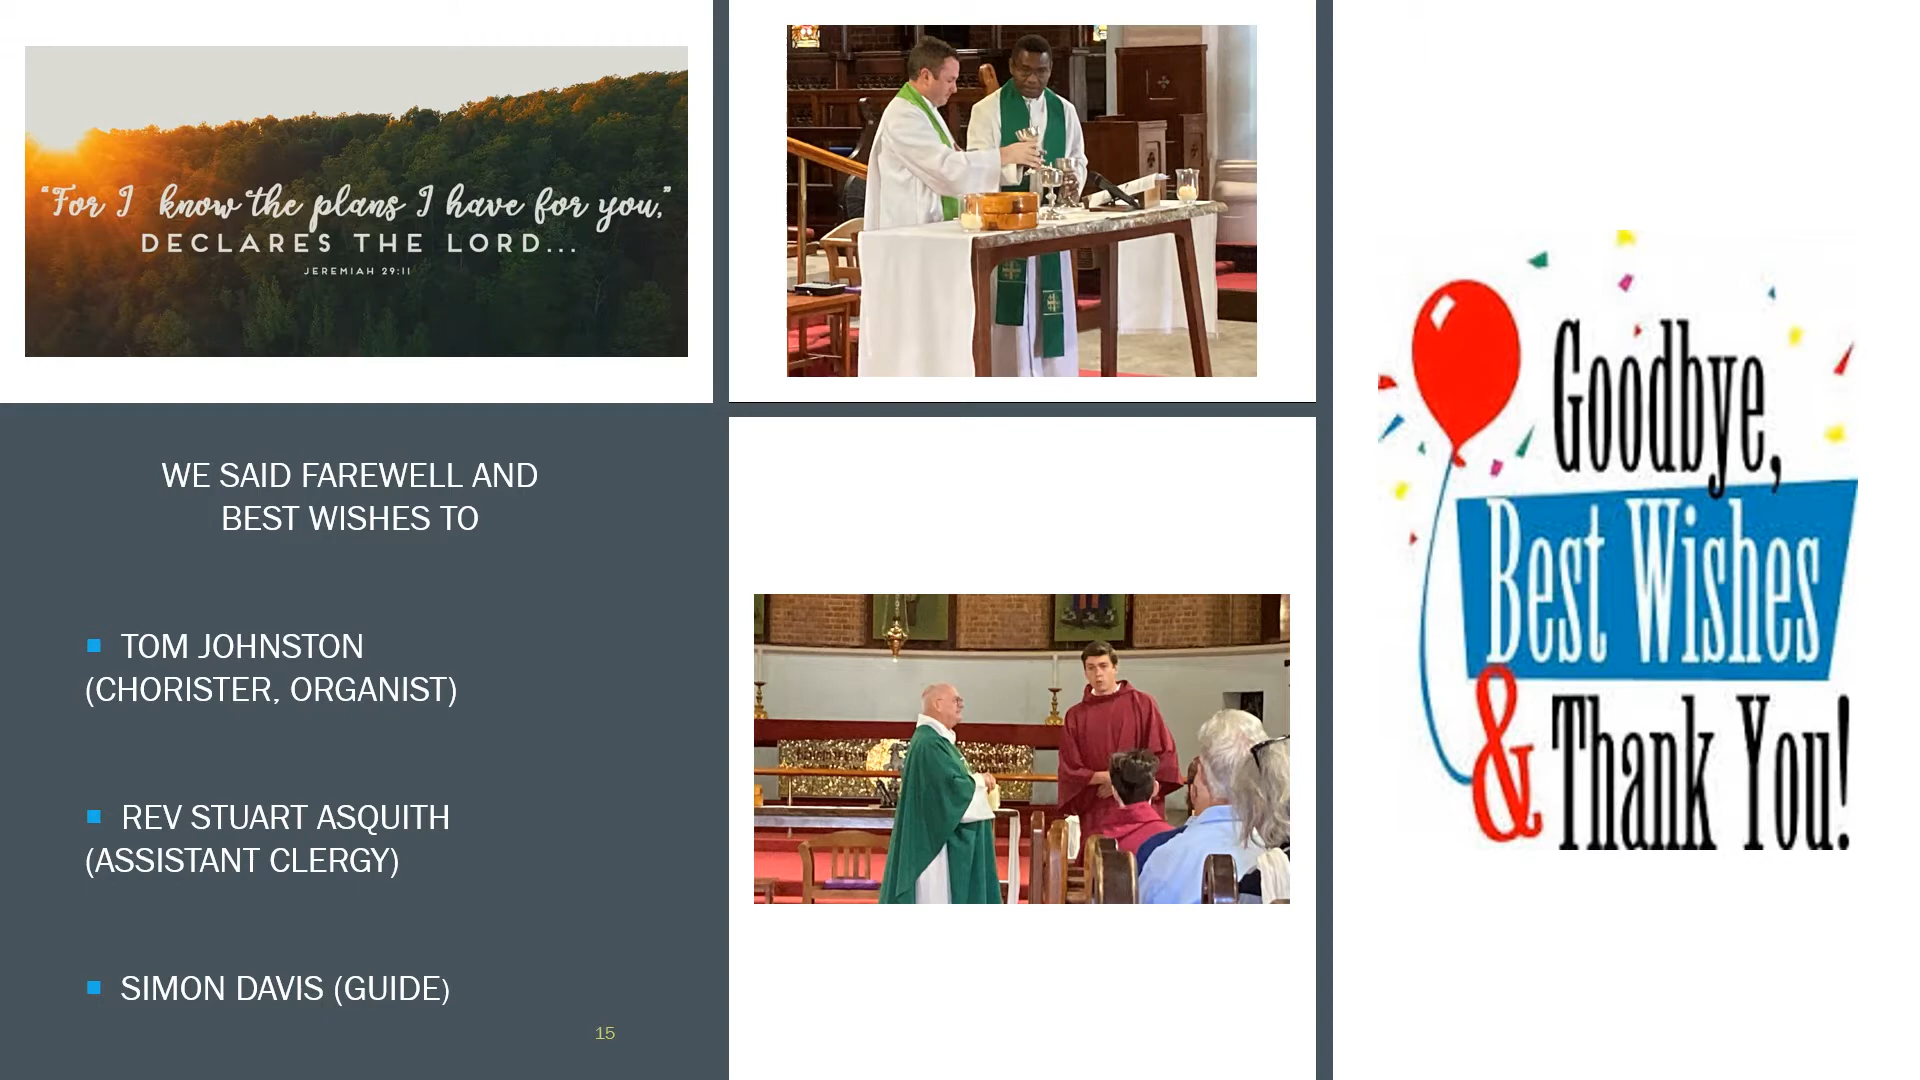 “For I know the plans I have for you,”
DECLARES THE LORD...
JEREMIAH 29:11
WE SAID FAREWELL AND
BEST WISHES TO
TOM JOHNSTON
(CHORISTER, ORGANIST)
REV STUART ASQUITH
(ASSISTANT CLERGY)
SIMON DAVIS (GUIDE)
15
Goodbye,
Best Wishes
& Thank You!